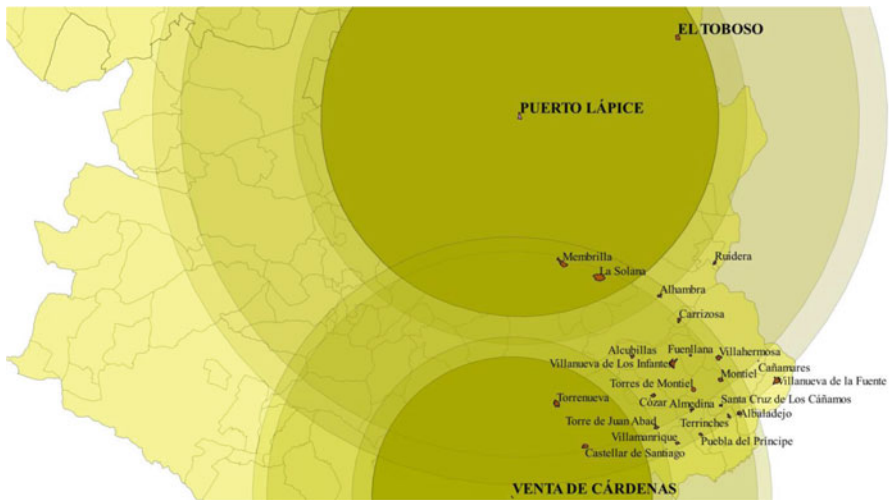 EL TOBOSO
PUERTO LÁPICE
Membrilla
Ruidera
La Solana
Alhambra
Carrizosa
Alcubillas
Fuenllana
Villahermosa
Villanueva de Los Infantes
Cañamares
Montiel
Villanueva de la Fuente
Torres de Montiel
Torrenueva
Cózar
Almedina
Santa Cruz de Los Cáñamos
Albaladejo
Torre de Juan Abad
Terrinches
Villamanrique
Puebla del Príncipe
Castellar de Santiago
VENTA DE CÁRDENAS